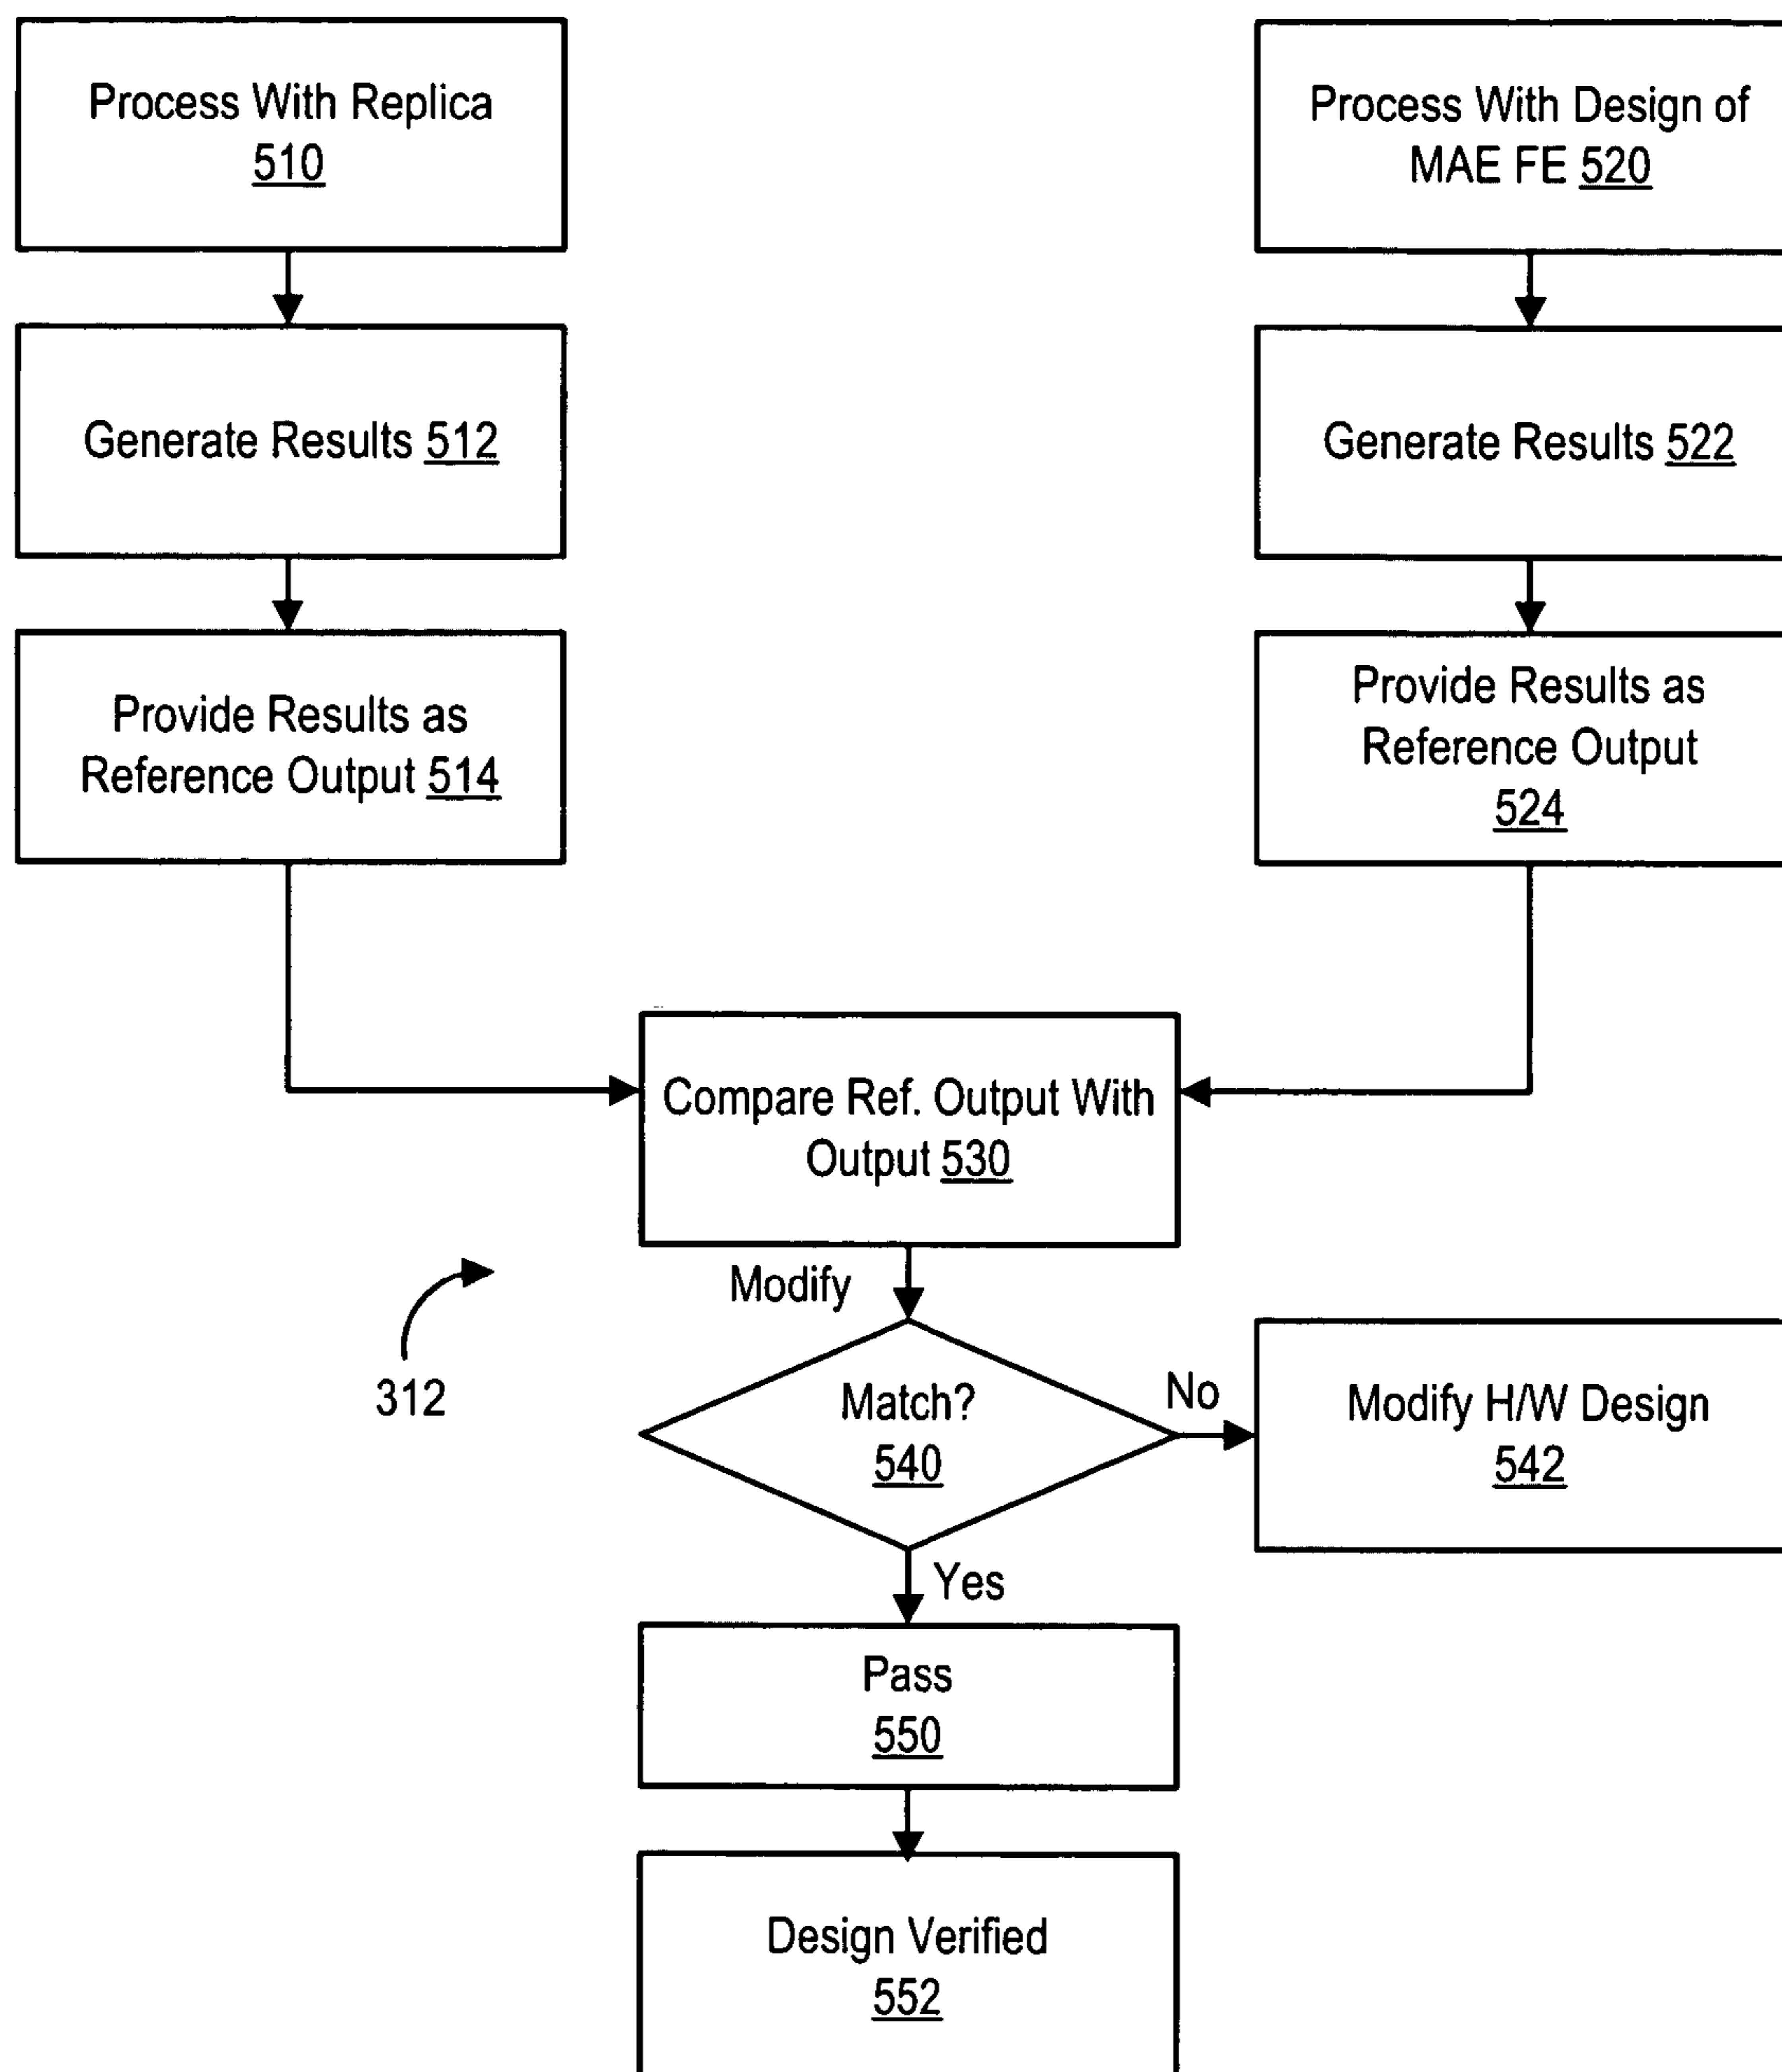 Process With Replica
510
Process With Design of
MAE FE 520
Generate Results 512
Generate Results 522
Provide Results as
Reference Output 514
Provide Results as
Reference Output
524
Compare Ref. Output With
Output 530
Modify
312
Match?
540
No
Modify H/W Design
542
Yes
Pass
550
Design Verified
552